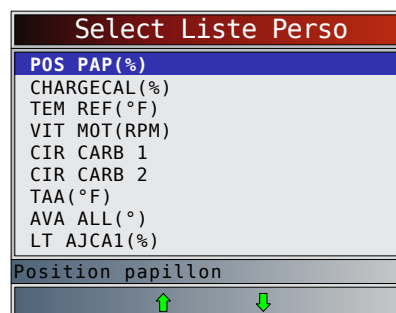 Select Liste Perso
POS PAP(%)
CHARGECAL(%)
TEM REF(°F)
VIT MOT(RPM)
CIR CARB 1
CIR CARB 2
TAA(°F)
AVA ALL(°)
LT AJCA1(%)
Position papillon